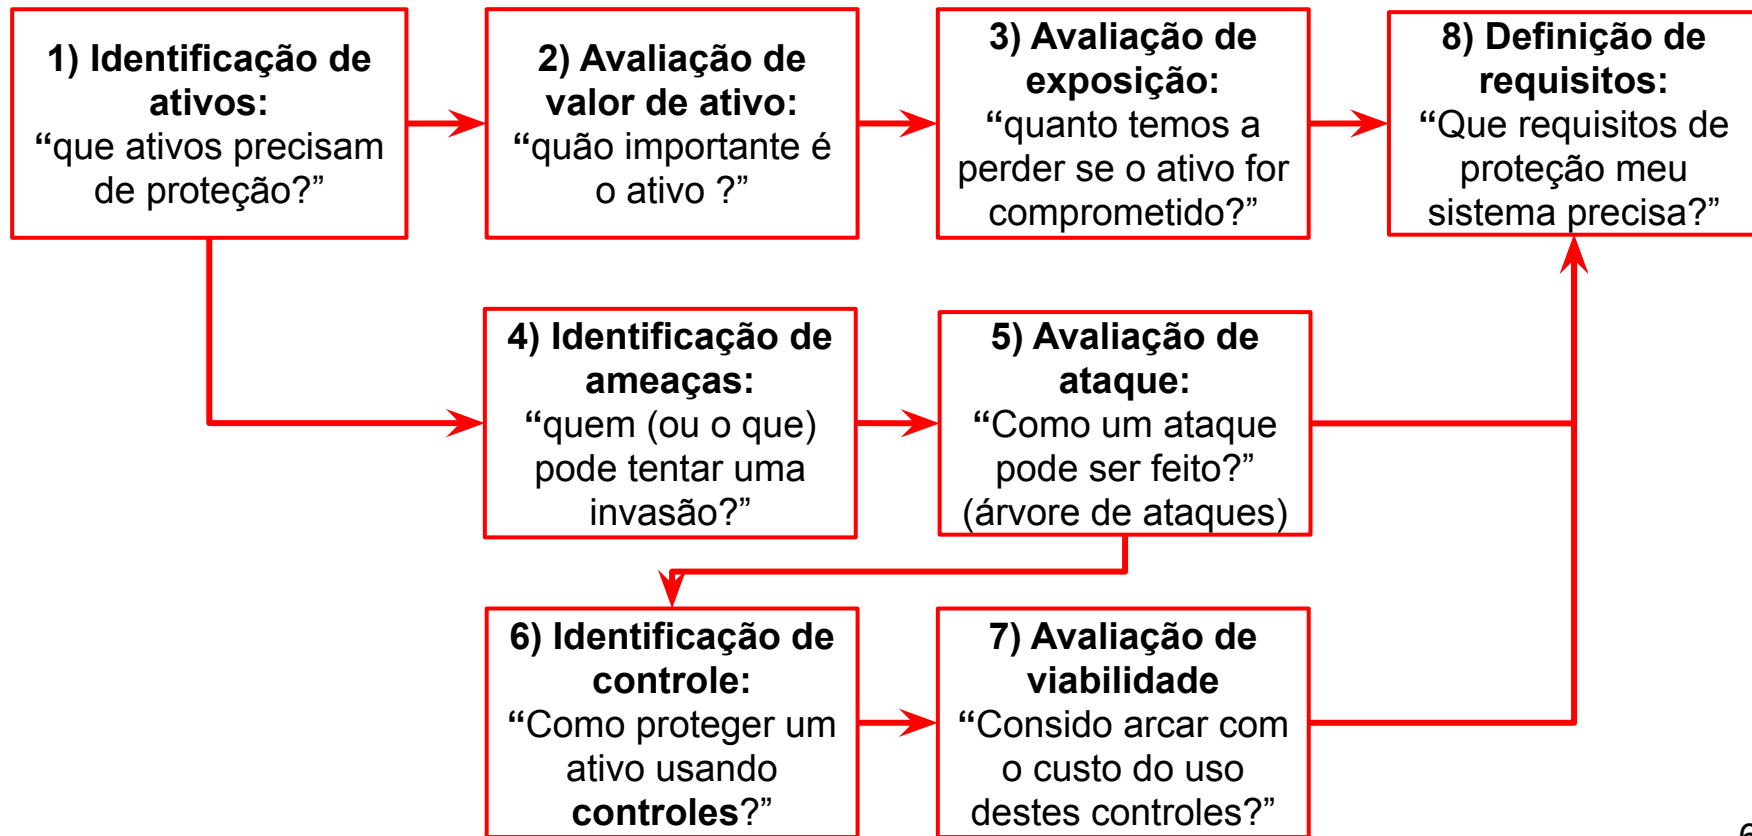 1) Identificação de
ativos:
“que ativos precisam
de proteção?”
2) Avaliação de
valor de ativo:
“quão importante é
o ativo ?”
3) Avaliação de
exposição:
“quanto temos a
perder se o ativo for
comprometido?”
8) Definição de
requisitos:
“Que requisitos de
proteção meu
sistema precisa?”
4) Identificação de
ameaças:
“quem (ou o que)
pode tentar uma
invasão?”
5) Avaliação de
ataque:
“Como um ataque
pode ser feito?”
(árvore de ataques)
6) Identificação de
controle:
“Como proteger um
ativo usando
controles?”
7) Avaliação de
viabilidade
“Consido arcar com
o custo do uso
destes controles?”
6